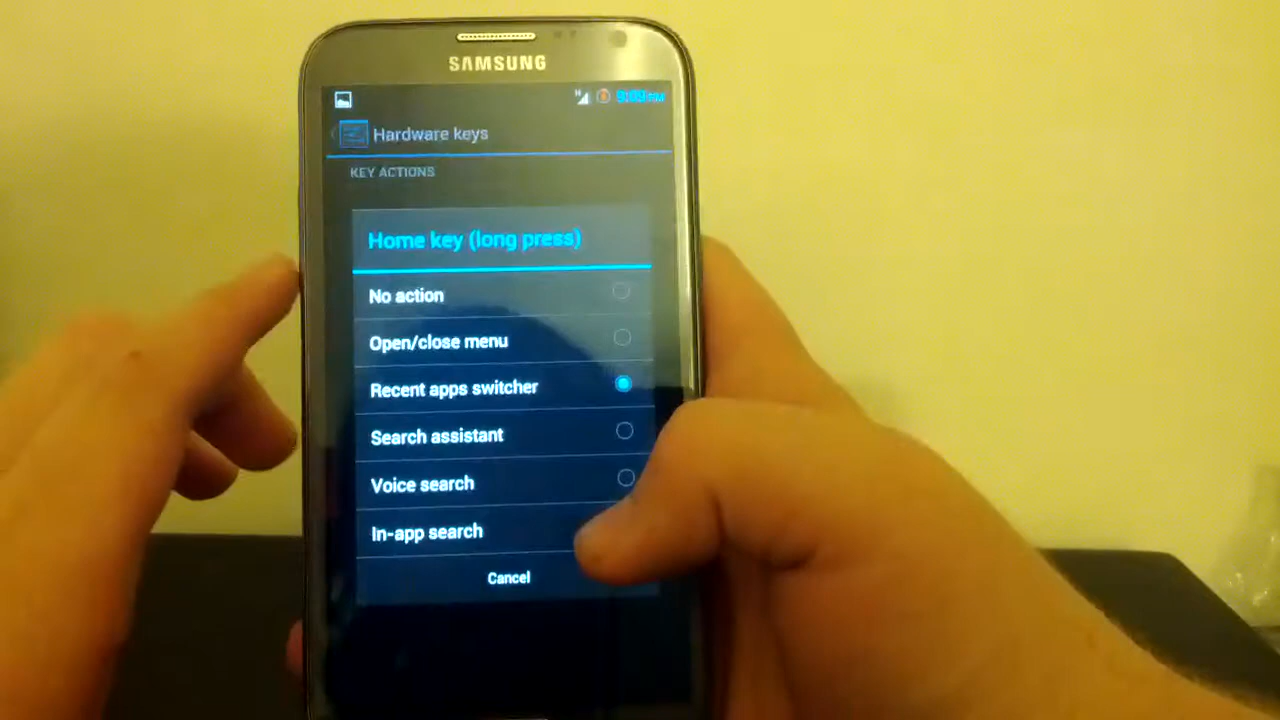 SAMSUNG
Hardware keys
KEY ACTIONS
Home key (long press)
No action
Open/close menu
Recent apps switcher
Search assistant
Voice search
In-app search
Cancel